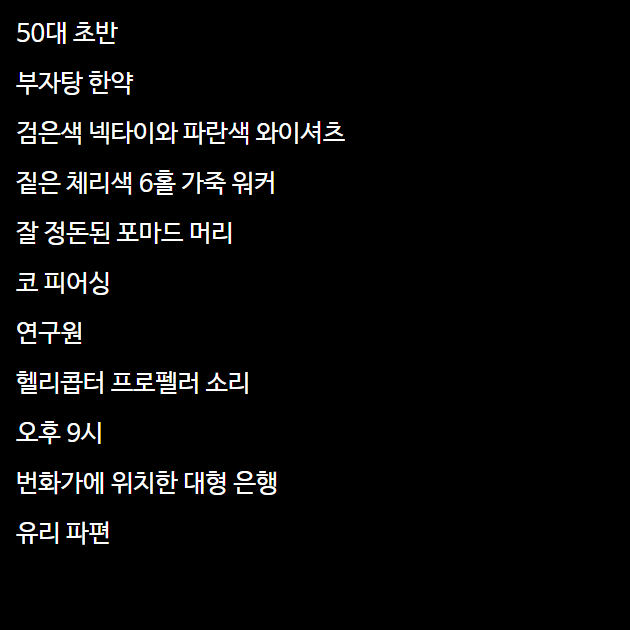 50대 초반
부자탕 한약
검은색 넥타이와 파란색 와이셔츠
짙은 체리색 6홀 가죽 워커
잘 정돈된 포마드 머리
코 피어싱
연구원
헬리콥터 프로펠러 소리
오후 9시
번화가에 위치한 대형 은행
유리 파편